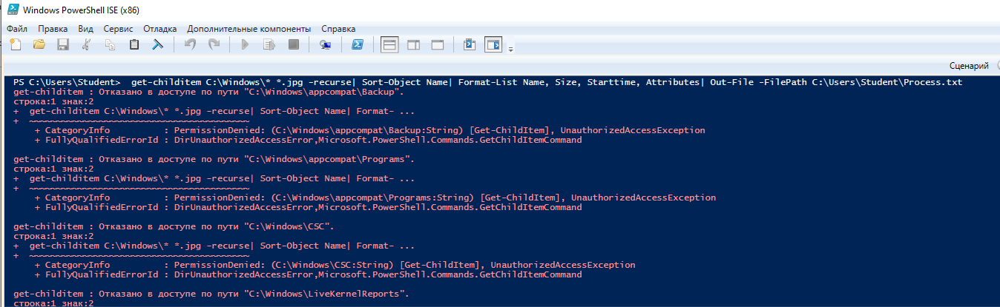 Windows PowerShell ISE (x86)
Файл Правка Вид Сервис Отладка Дополнительные компоненты Справка
Сценарий
PS C:\Users\Student>  get-childitem C:\Windows\* *.jpg -recurse| Sort-Object Name| Format-List Name, Size, Starttime, Attributes| Out-File -FilePath C:\Users\Student\Process.txt
get-childitem : Отказано в доступе по пути "C:\Windows\appcompat\Backup".
строка:1 знак:2
+  get-childitem C:\Windows\* *.jpg -recurse| Sort-Object Name| Format- ...
+  ~~~~~~~~~~~~~~~~~~~~~~~~~~~~~~~~~~~~~~~~~
    + CategoryInfo          : PermissionDenied: (C:\Windows\appcompat\Backup:String) [Get-ChildItem], UnauthorizedAccessException
    + FullyQualifiedErrorId : DirUnauthorizedAccessError,Microsoft.PowerShell.Commands.GetChildItemCommand
get-childitem : Отказано в доступе по пути "C:\Windows\appcompat\Programs".
строка:1 знак:2
+  get-childitem C:\Windows\* *.jpg -recurse| Sort-Object Name| Format- ...
+  ~~~~~~~~~~~~~~~~~~~~~~~~~~~~~~~~~~~~~~~~~
    + CategoryInfo          : PermissionDenied: (C:\Windows\appcompat\Programs:String) [Get-ChildItem], UnauthorizedAccessException
    + FullyQualifiedErrorId : DirUnauthorizedAccessError,Microsoft.PowerShell.Commands.GetChildItemCommand
get-childitem : Отказано в доступе по пути "C:\Windows\CSC".
строка:1 знак:2
+  get-childitem C:\Windows\* *.jpg -recurse| Sort-Object Name| Format- ...
+  ~~~~~~~~~~~~~~~~~~~~~~~~~~~~~~~~~~~~~~~~~
    + CategoryInfo          : PermissionDenied: (C:\Windows\CSC:String) [Get-ChildItem], UnauthorizedAccessException
    + FullyQualifiedErrorId : DirUnauthorizedAccessError,Microsoft.PowerShell.Commands.GetChildItemCommand
get-childitem : Отказано в доступе по пути "C:\Windows\LiveKernelReports".
строка:1 знак:2